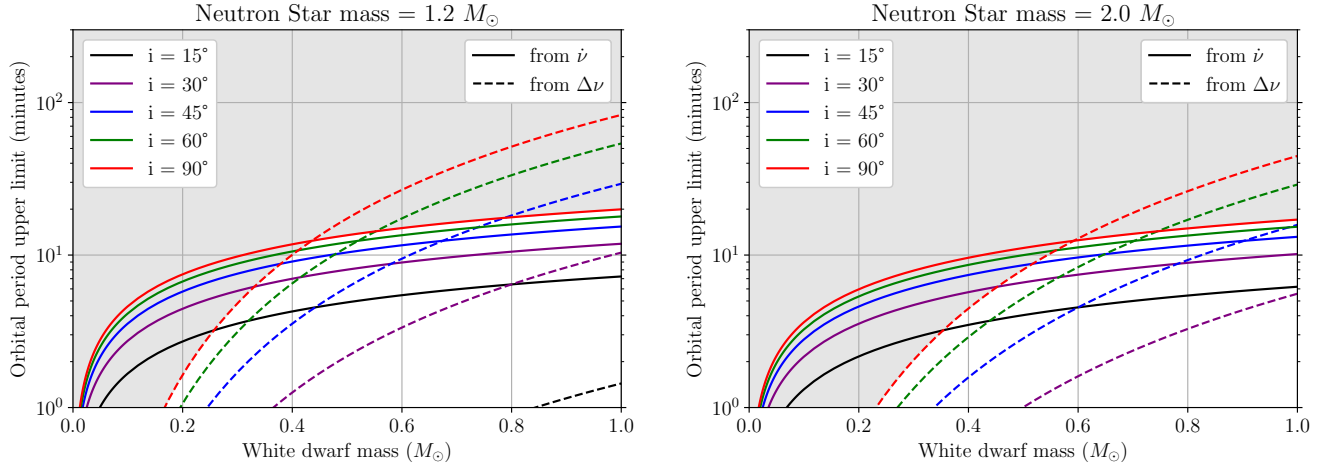 Neutron Star mass = 1.2 M⊙
i = 15°
i = 30°
i = 45°
i = 60°
i = 90°
from ν̇
from Δν
Orbital period upper limit (minutes)
10²
10¹
10⁰
0.0 0.2 0.4 0.6 0.8 1.0
White dwarf mass (M⊙)
Neutron Star mass = 2.0 M⊙
i = 15°
i = 30°
i = 45°
i = 60°
i = 90°
from ν̇
from Δν
Orbital period upper limit (minutes)
10²
10¹
10⁰
0.0 0.2 0.4 0.6 0.8 1.0
White dwarf mass (M⊙)